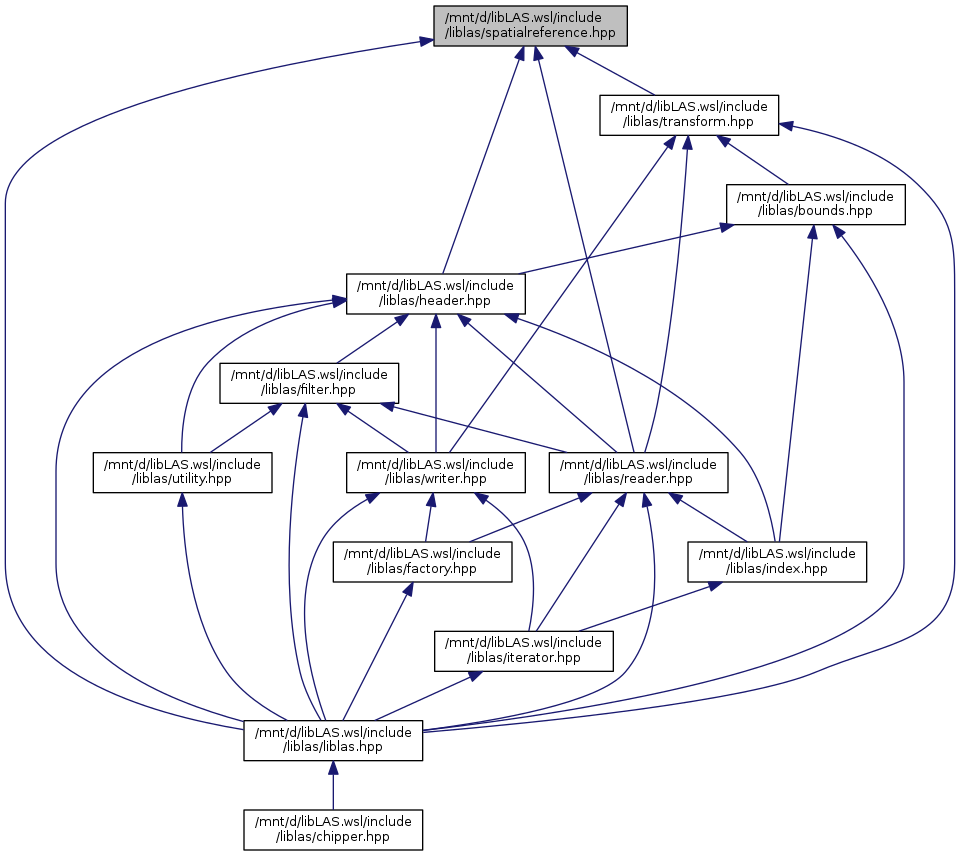 /mnt/d/libLAS.wsl/include
/liblas/spatialreference.hpp
/mnt/d/libLAS.wsl/include
/liblas/transform.hpp
/mnt/d/libLAS.wsl/include
/liblas/bounds.hpp
/mnt/d/libLAS.wsl/include
/liblas/header.hpp
/mnt/d/libLAS.wsl/include
/liblas/filter.hpp
/mnt/d/libLAS.wsl/include
/liblas/utility.hpp
/mnt/d/libLAS.wsl/include
/liblas/writer.hpp
/mnt/d/libLAS.wsl/include
/liblas/reader.hpp
/mnt/d/libLAS.wsl/include
/liblas/factory.hpp
/mnt/d/libLAS.wsl/include
/liblas/index.hpp
/mnt/d/libLAS.wsl/include
/liblas/iterator.hpp
/mnt/d/libLAS.wsl/include
/liblas/liblas.hpp
/mnt/d/libLAS.wsl/include
/liblas/chipper.hpp